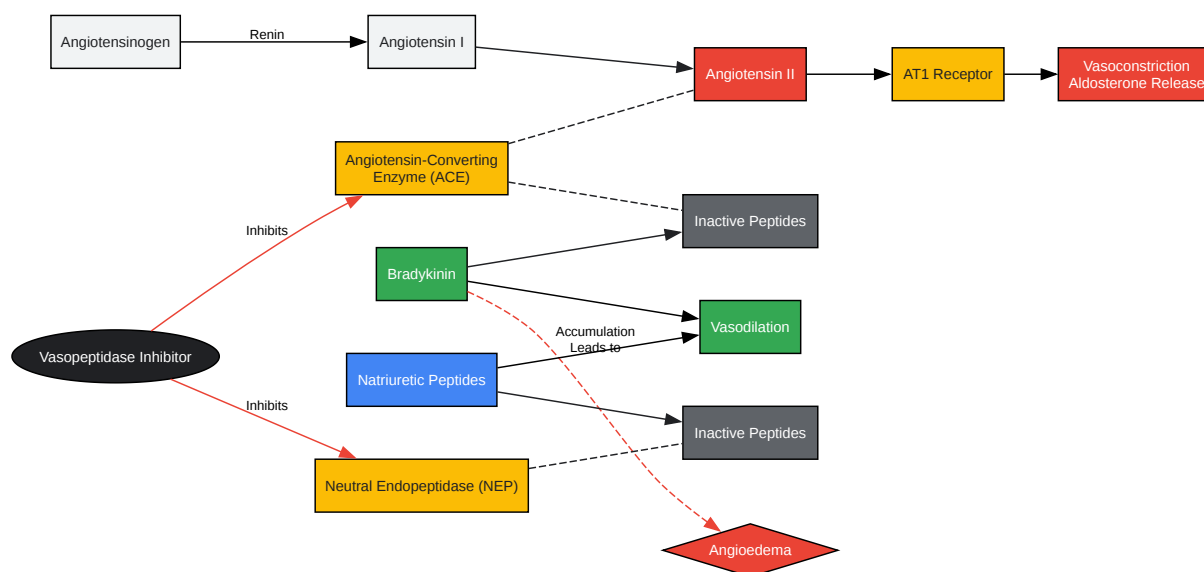 Angiotensinogen
Renin
Angiotensin I
Angiotensin II
AT1 Receptor
Vasoconstriction
Aldosterone Release
Angiotensin-Converting
Enzyme (ACE)
Inactive Peptides
Inhibits
Bradykinin
Vasodilation
Accumulation
Leads to
Vasopeptidase Inhibitor
Natriuretic Peptides
Inhibits
Inactive Peptides
Neutral Endopeptidase (NEP)
Angioedema